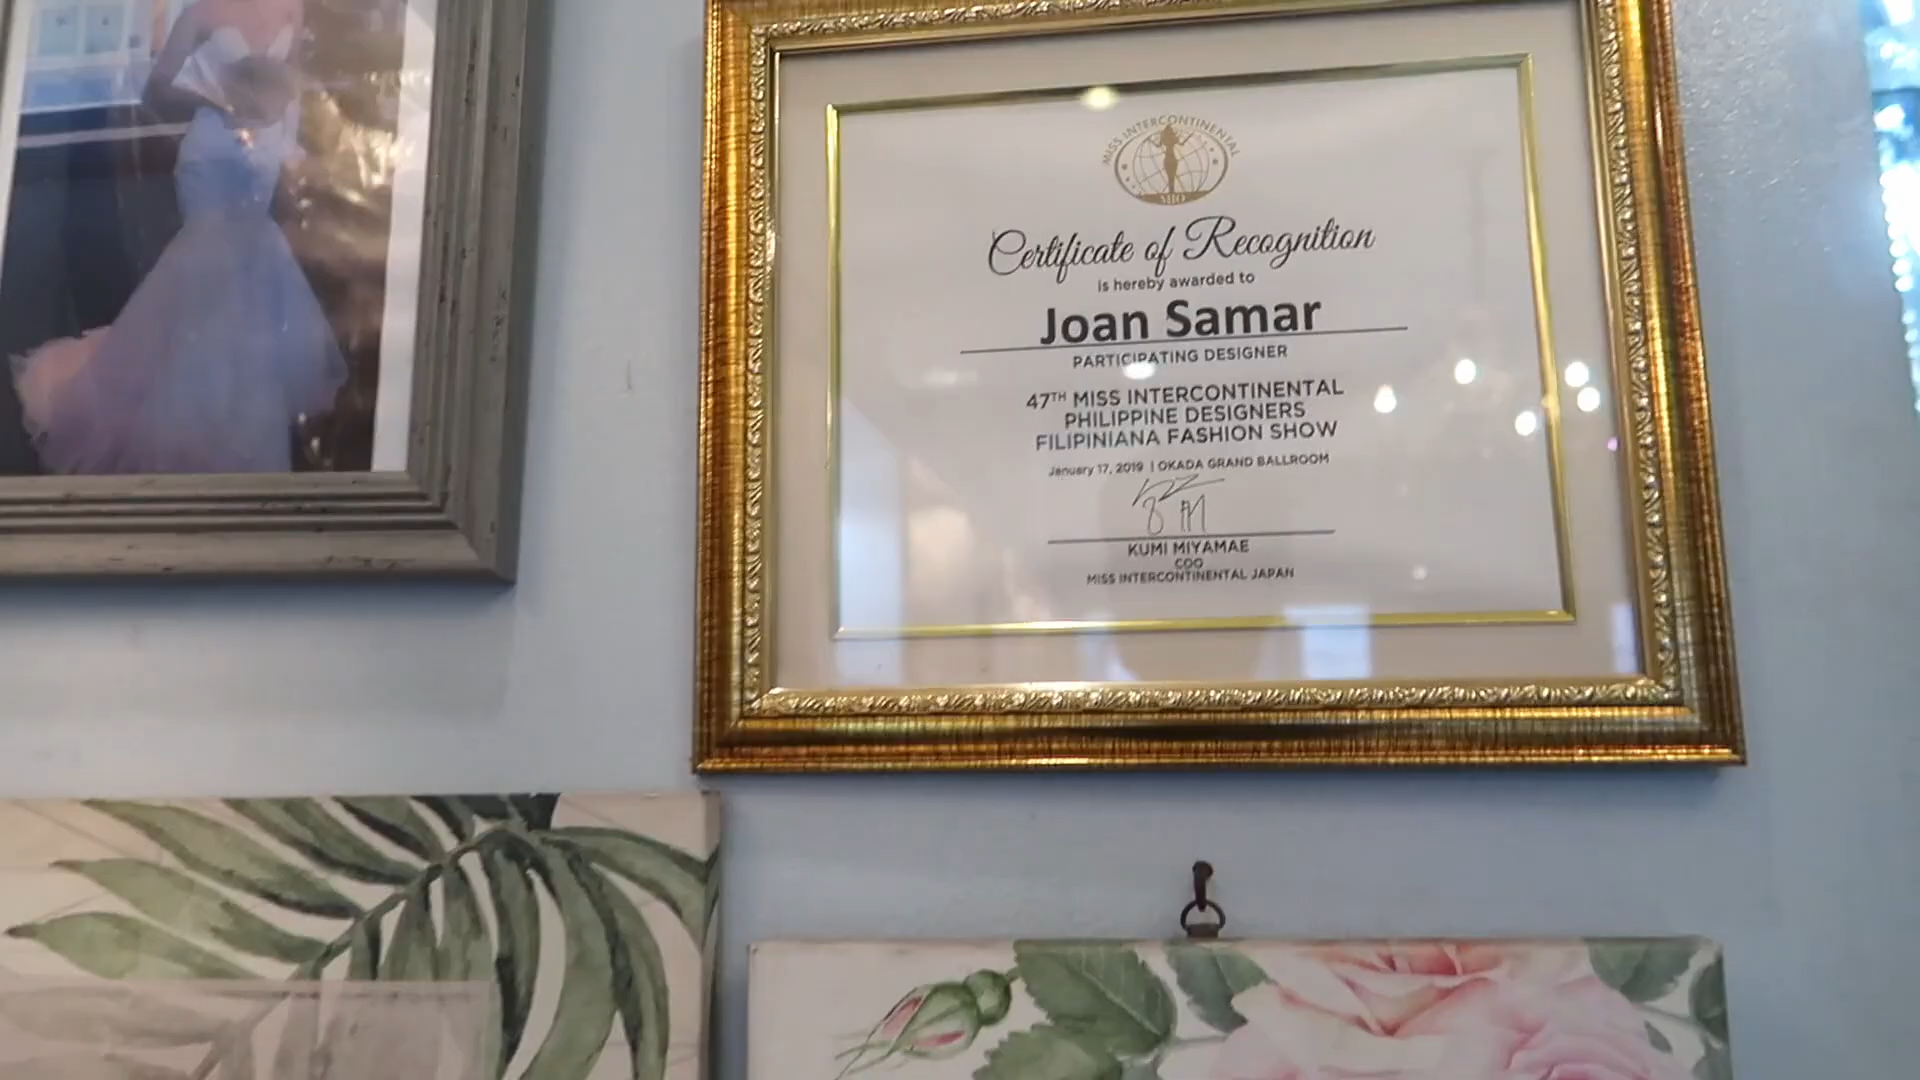 MISS INTERCONTINENTAL
MIO
Certificate of Recognition
is hereby awarded to
Joan Samar
PARTICIPATING DESIGNER
47TH MISS INTERCONTINENTAL
PHILIPPINE DESIGNERS
FILIPINIANA FASHION SHOW
January 17, 2019 | OKADA GRAND BALLROOM
KUMI MIYAMAE
COO
MISS INTERCONTINENTAL JAPAN